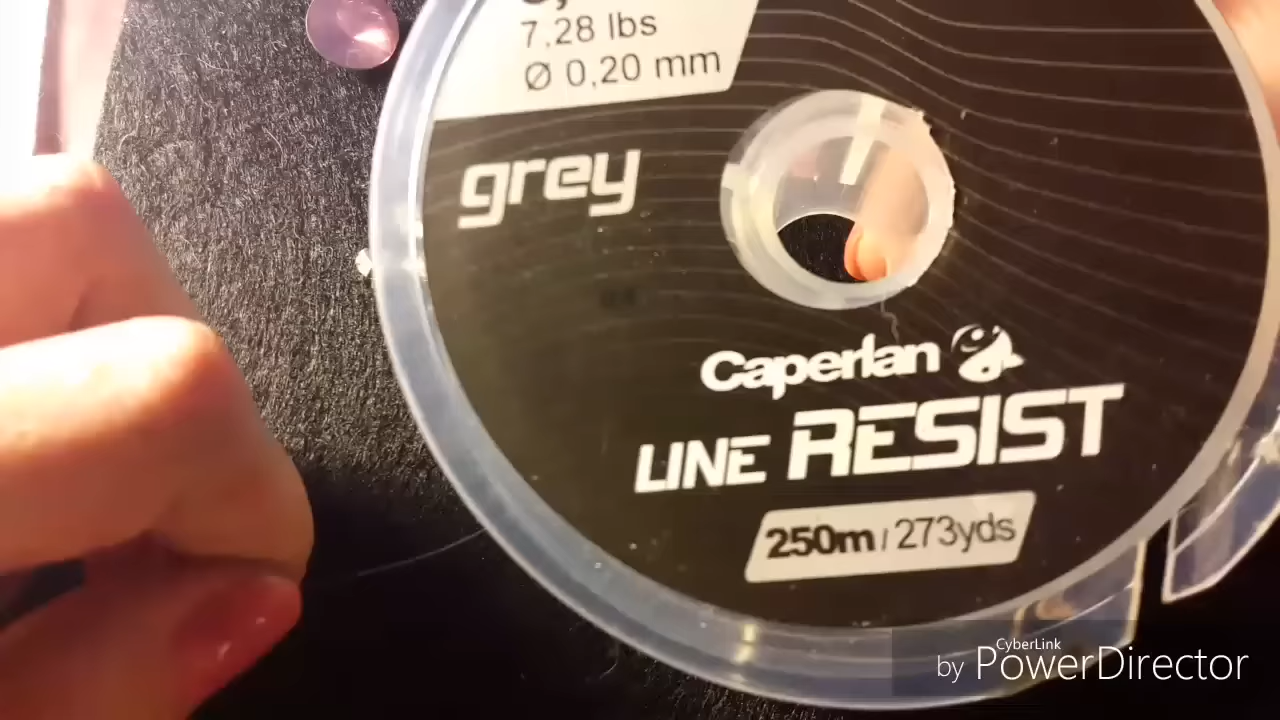 7.28 lbs
Ø 0,20 mm
grey
Caperlan
LINE RESIST
250m / 273yds
CyberLink
by PowerDirector